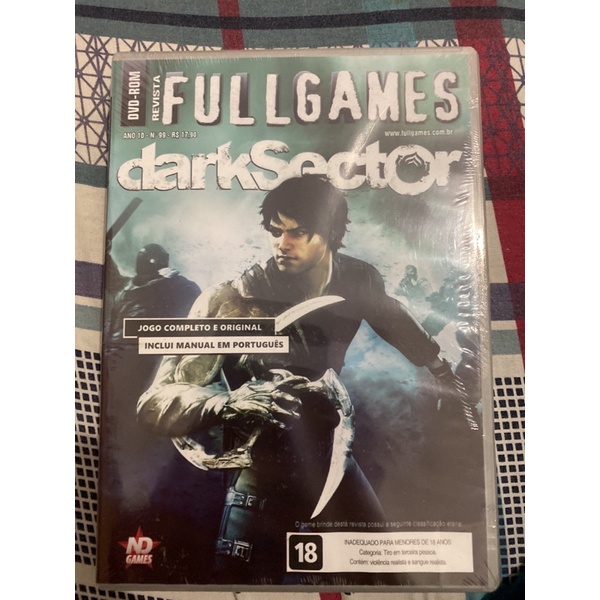 DVD-ROM
REVISTA
FULLGAMES
ANO 10 - N. 99 - R$ 17,90
www.fullgames.com.br
darkSector
JOGO COMPLETO E ORIGINAL
INCLUI MANUAL EM PORTUGUÊS
O game brinde desta revista possui a seguinte classificação etária:
18
INADEQUADO PARA MENORES DE 18 ANOS.
Categoria: Tiro em terceira pessoa.
Contém: violência realista e sangue realista.
ND
GAMES